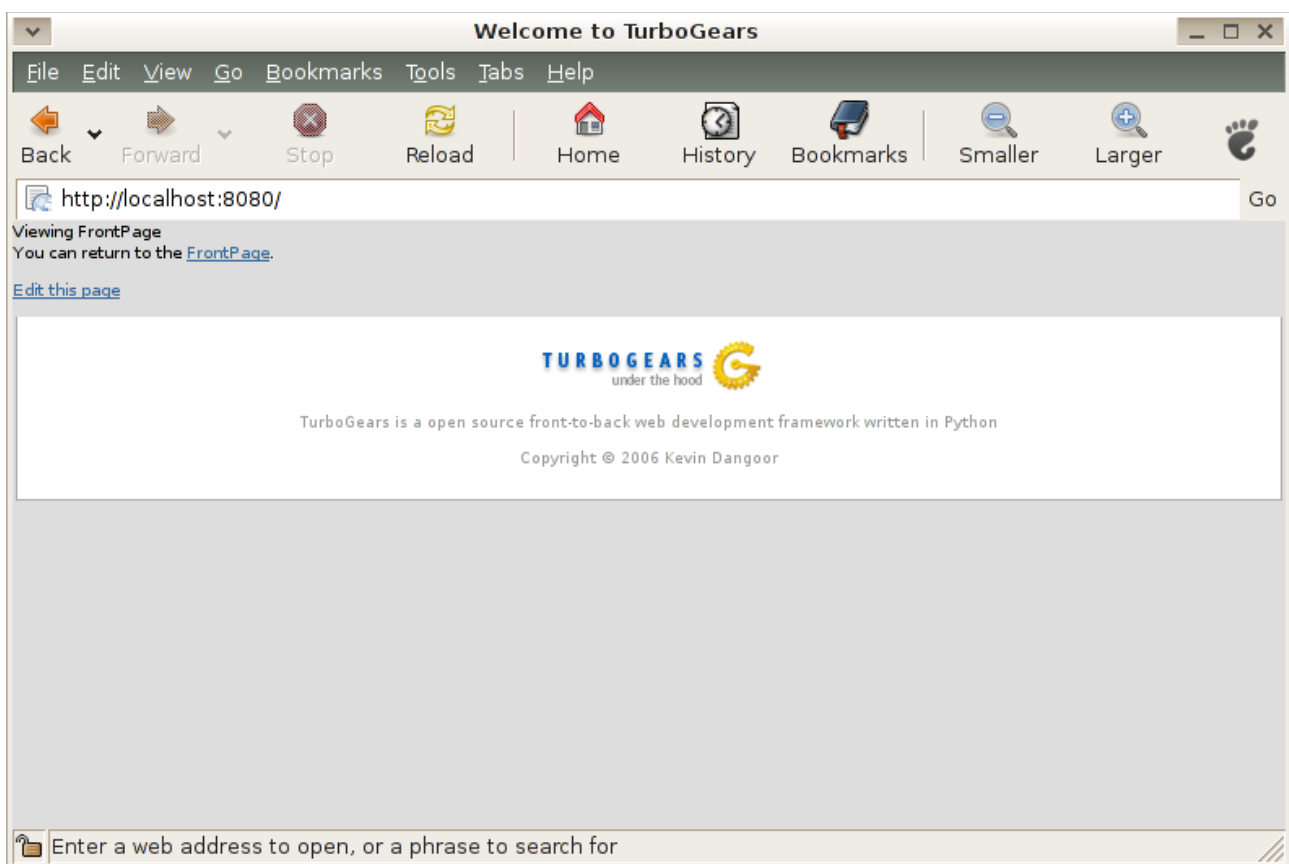 Welcome to TurboGears
File Edit View Go Bookmarks Tools Tabs Help
Back Forward Stop Reload Home History Bookmarks Smaller Larger
http://localhost:8080/ Go
Viewing FrontPage
You can return to the FrontPage.
Edit this page
TURBOGEARS
under the hood
TurboGears is a open source front-to-back web development framework written in Python
Copyright © 2006 Kevin Dangoor
Enter a web address to open, or a phrase to search for